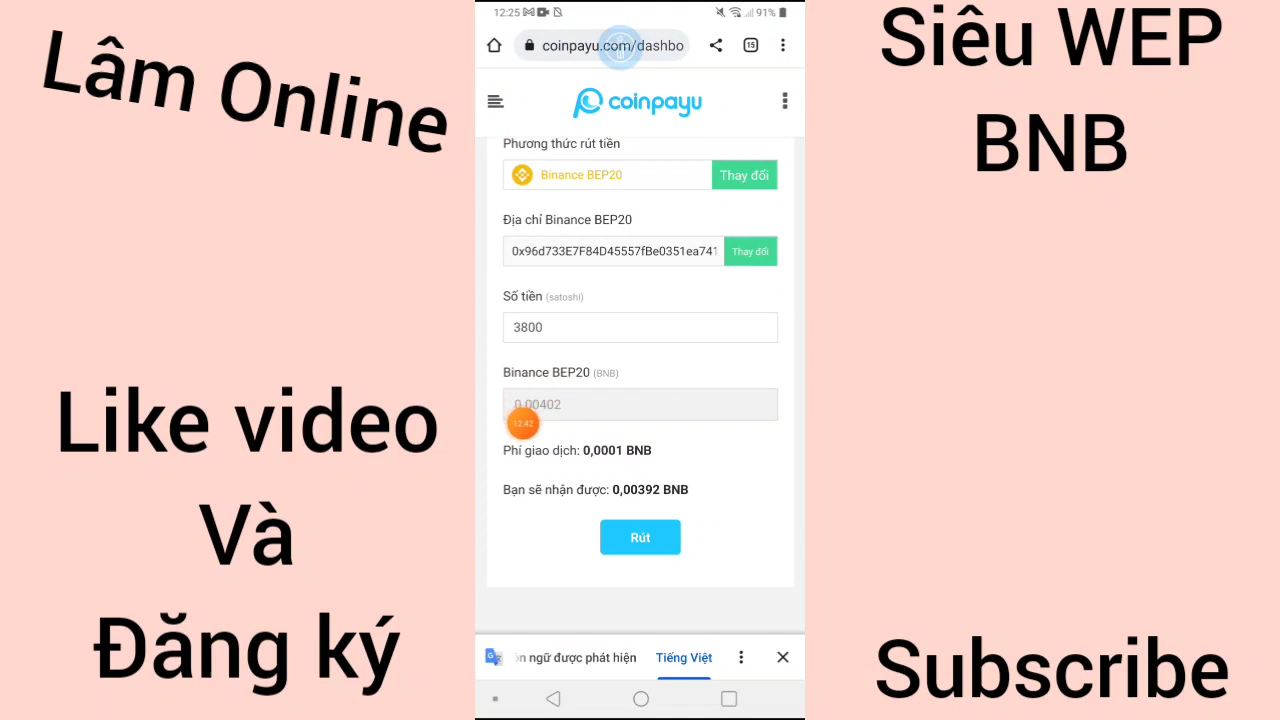 Lâm Online
Like video
Và
Đăng ký
12:25
91%
coinpayu.com/dashbo
15
coinpayu
Phương thức rút tiền
Binance BEP20
Thay đổi
Địa chỉ Binance BEP20
0x96d733E7F84D45557fBe0351ea741
Thay đổi
Số tiền (satoshi)
3800
Binance BEP20 (BNB)
0.00402
12:42
Phí giao dịch: 0,0001 BNB
Bạn sẽ nhận được: 0,00392 BNB
Rút
ôn ngữ được phát hiện
Tiếng Việt
Siêu WEP
BNB
Subscribe